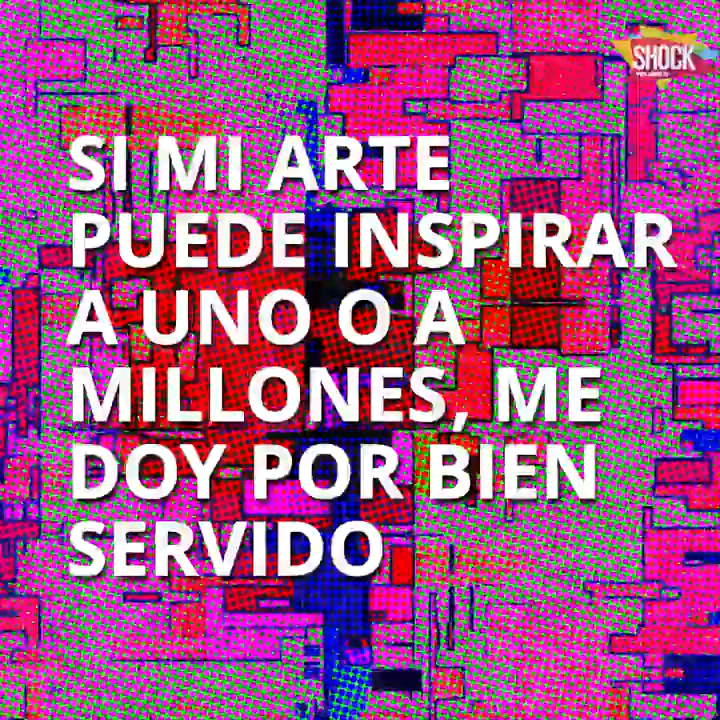 SHOCK
SI MI ARTE
PUEDE INSPIRAR
A UNO O A
MILLONES, ME
DOY POR BIEN
SERVIDO